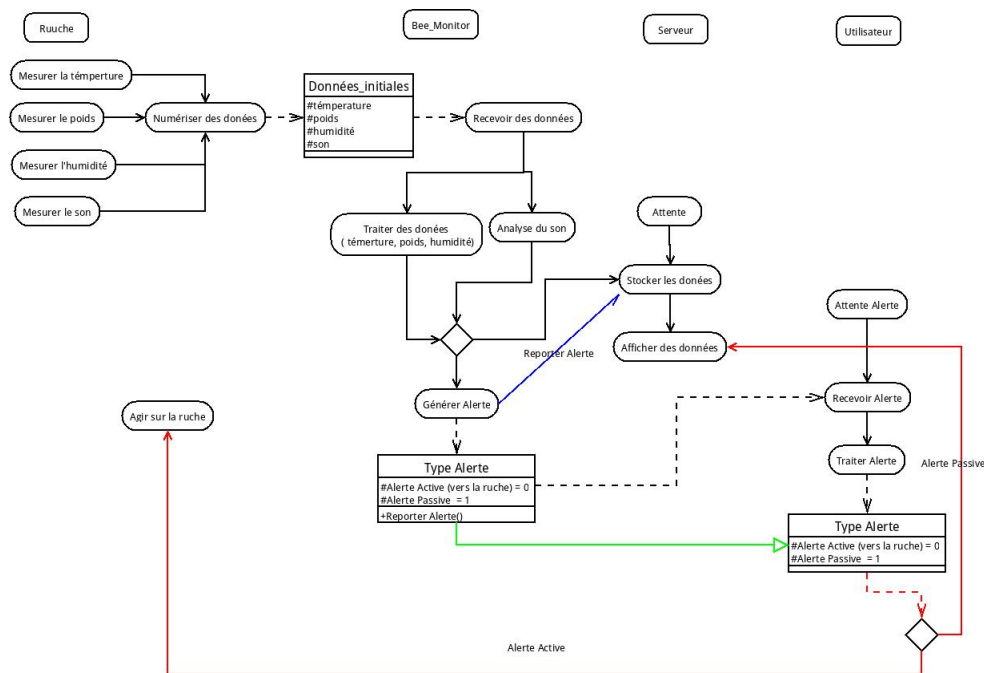 Ruuche
Bee_Monitor
Serveur
Utilisateur
Mesurer la témperture
Mesurer le poids
Mesurer l'humidité
Mesurer le son
Numériser des donées
Données_initiales
#témpérature
#poids
#humidité
#son
Recevoir des données
Traiter des donées
( témerture, poids, humidité)
Analyse du son
Attente
Stocker les donées
Afficher des données
Reporter Alerte
Attente Alerte
Recevoir Alerte
Traiter Alerte
Alerte Passive
Générer Alerte
Agir sur la ruche
Type Alerte
#Alerte Active (vers la ruche) = 0
#Alerte Passive = 1
+Reporter Alerte()
Type Alerte
#Alerte Active (vers la ruche) = 0
#Alerte Passive = 1
Alerte Active